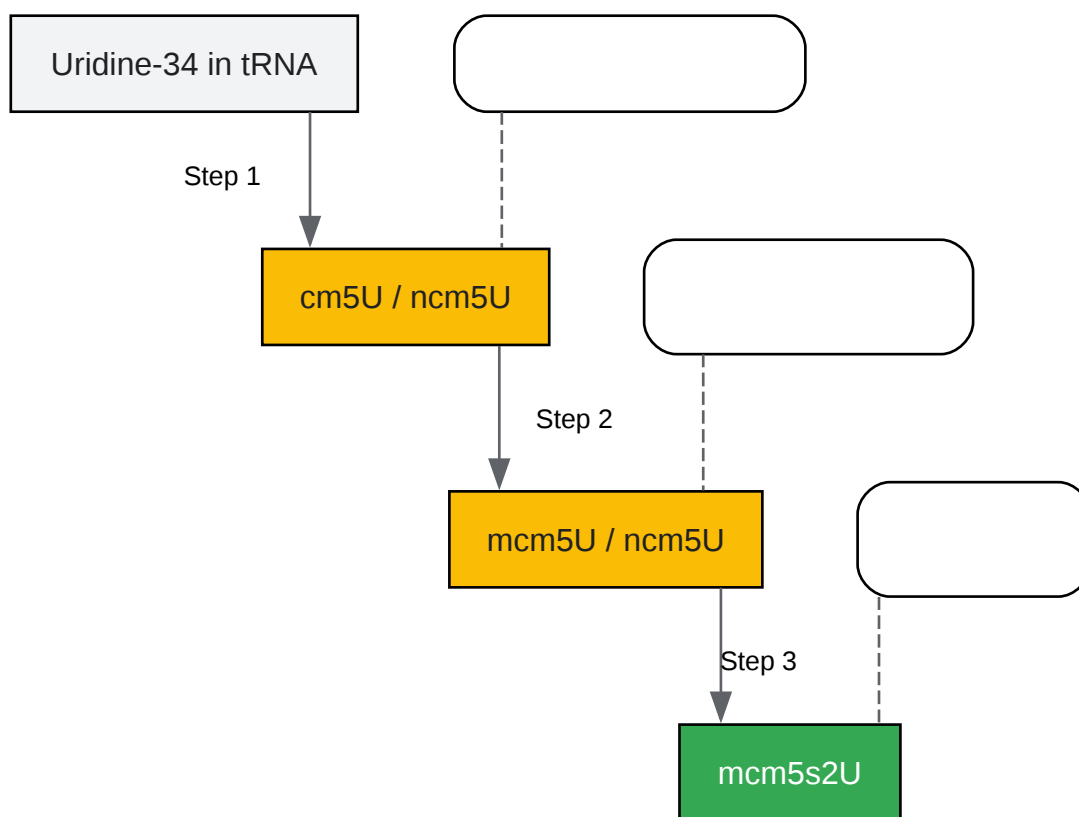 Uridine-34 in tRNA
Step 1
cm5U / ncm5U
Step 2
mcm5U / ncm5U
Step 3
mcm5s2U